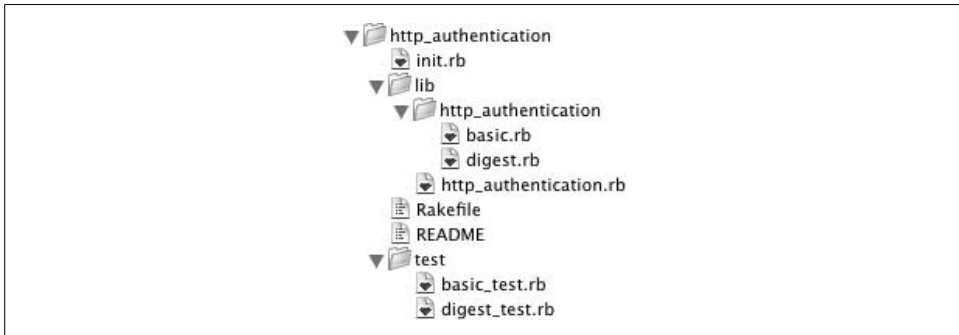 http_authentication
init.rb
lib
http_authentication
basic.rb
digest.rb
http_authentication.rb
Rakefile
README
test
basic_test.rb
digest_test.rb